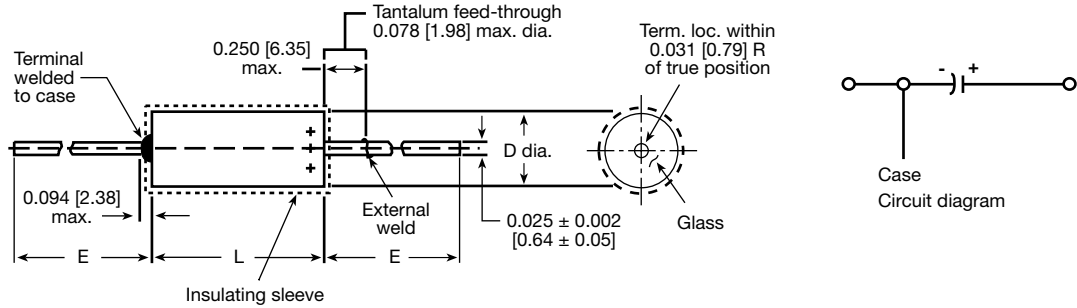 Tantalum feed-through
0.078 [1.98] max. dia.
0.250 [6.35]
max.
Terminal
welded
to case
Term. loc. within
0.031 [0.79] R
of true position
- +
+
+
+
D dia.
0.094 [2.38]
max.
External
weld
0.025 ± 0.002
[0.64 ± 0.05]
Glass
Case
Circuit diagram
E
L
E
Insulating sleeve